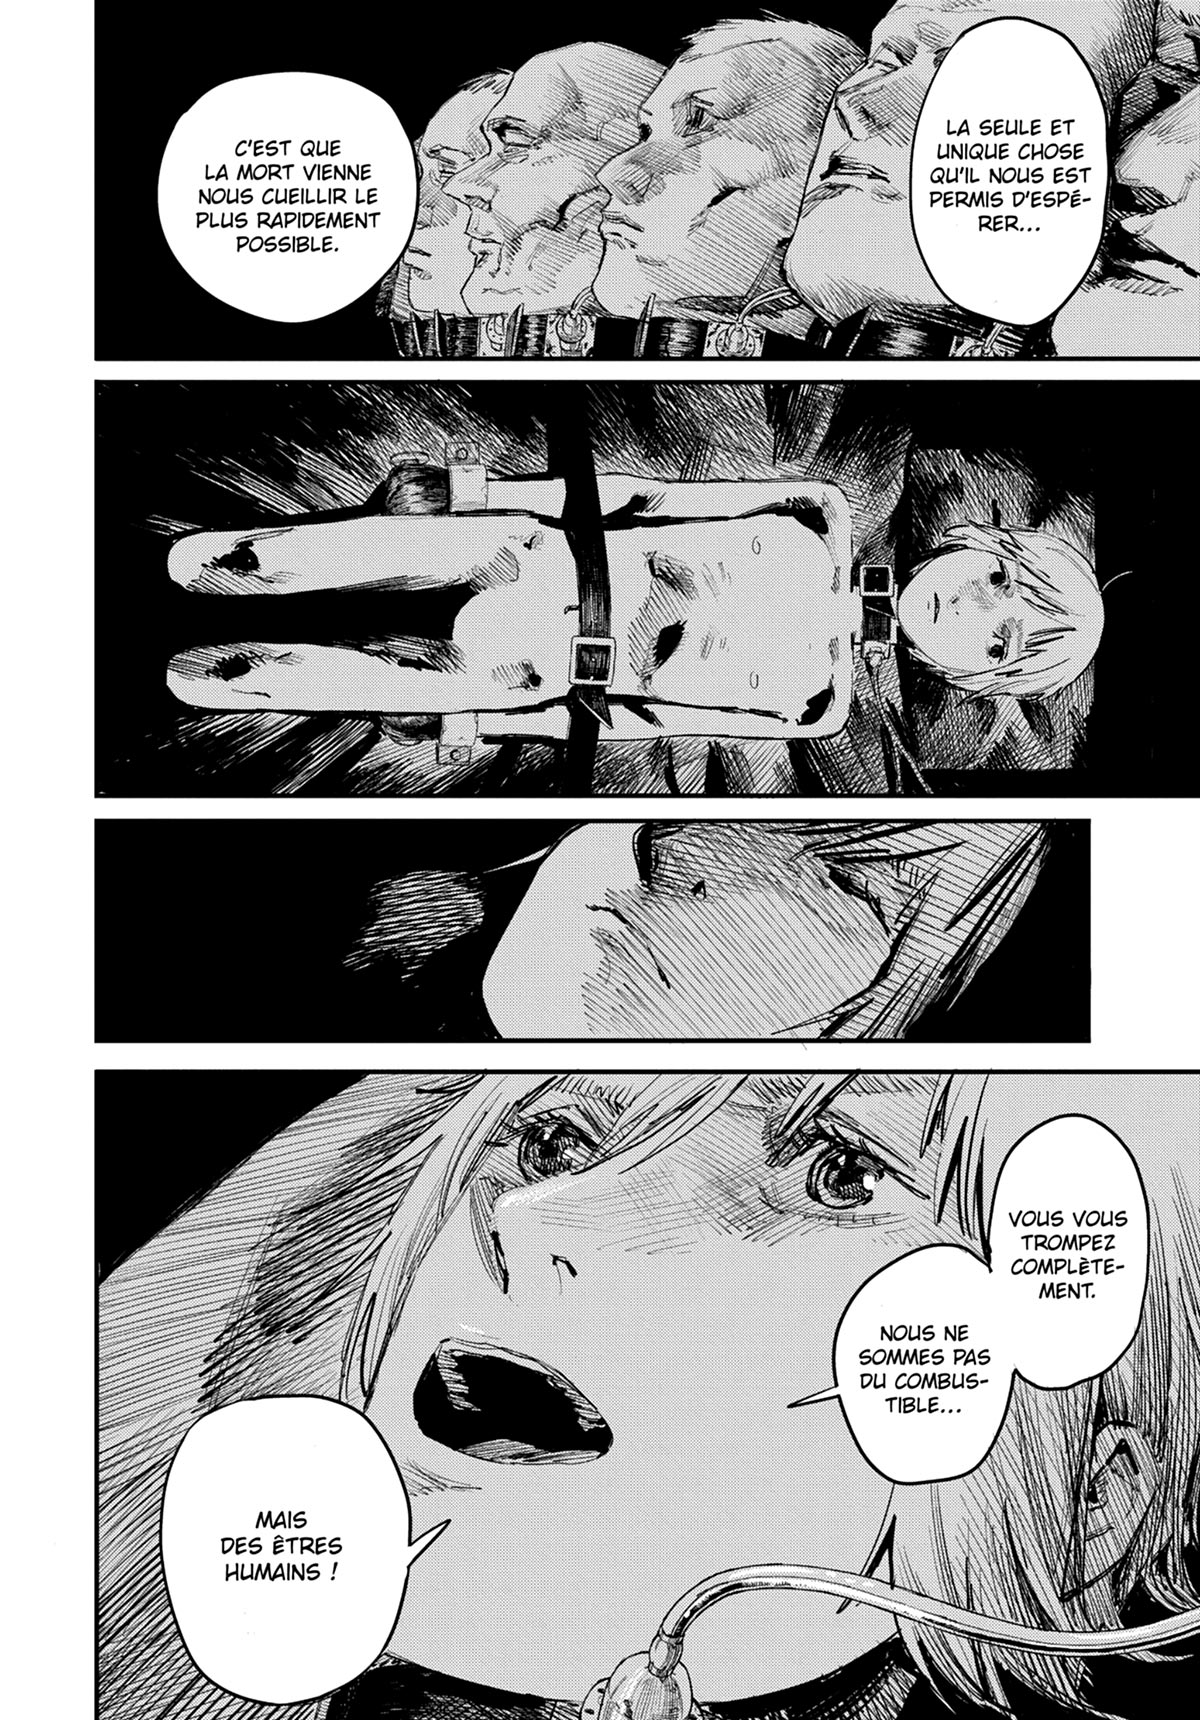 LA SEULE ET
UNIQUE CHOSE
QU'IL NOUS EST
PERMIS D'ESPÉ-
RER...
C'EST QUE
LA MORT VIENNE
NOUS CUEILLIR LE
PLUS RAPIDEMENT
POSSIBLE.
VOUS VOUS
TROMPEZ
COMPLÈTE-
MENT.
NOUS NE
SOMMES PAS
DU COMBUS-
TIBLE...
MAIS
DES ÊTRES
HUMAINS !